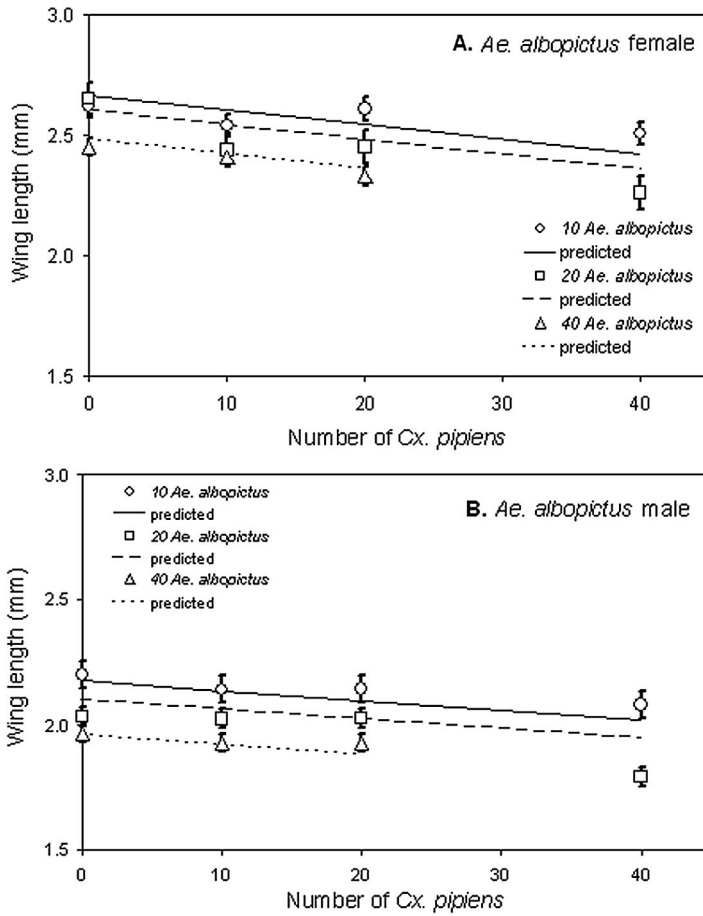 3.0
A. Ae. albopictus female
2.5
Wing length (mm)
2.0
10 Ae. albopictus
predicted
20 Ae. albopictus
predicted
40 Ae. albopictus
predicted
1.5
0 10 20 30 40
Number of Cx. pipiens
3.0
10 Ae. albopictus
B. Ae. albopictus male
predicted
20 Ae. albopictus
predicted
40 Ae. albopictus
predicted
2.5
Wing length (mm)
2.0
1.5
0 10 20 30 40
Number of Cx. pipiens